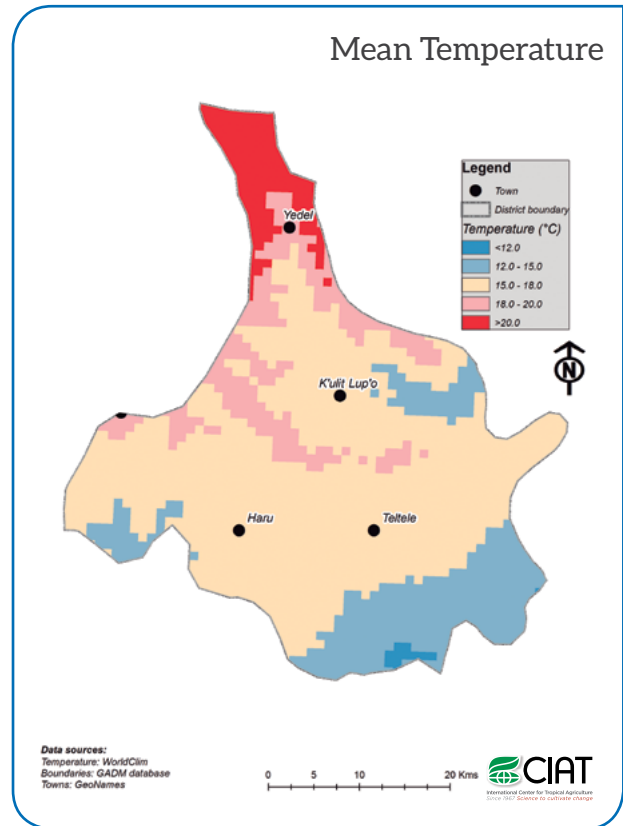 Mean Temperature
Legend
Town
District boundary
Temperature (°C)
<12.0
12.0 - 15.0
15.0 - 18.0
18.0 - 20.0
>20.0
Yedel
N
K'ulit Lup'o
Haru
Teltele
Data sources:
Temperature: WorldClim
Boundaries: GADM database
Towns: GeoNames
0 5 10 20 Kms
CIAT
International Center for Tropical Agriculture
Since 1967 Science to cultivate change